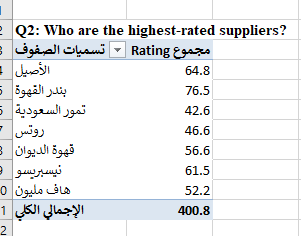 Q2: Who are the highest-rated suppliers?
تسميات الصفوف مجموع Rating
الأصيل 64.8
بندر القهوة 76.5
تمور السعودية 42.6
روتس 46.6
قهوة الديوان 56.6
نيسبريسو 61.5
هاف مليون 52.2
الإجمالي الكلي 400.8